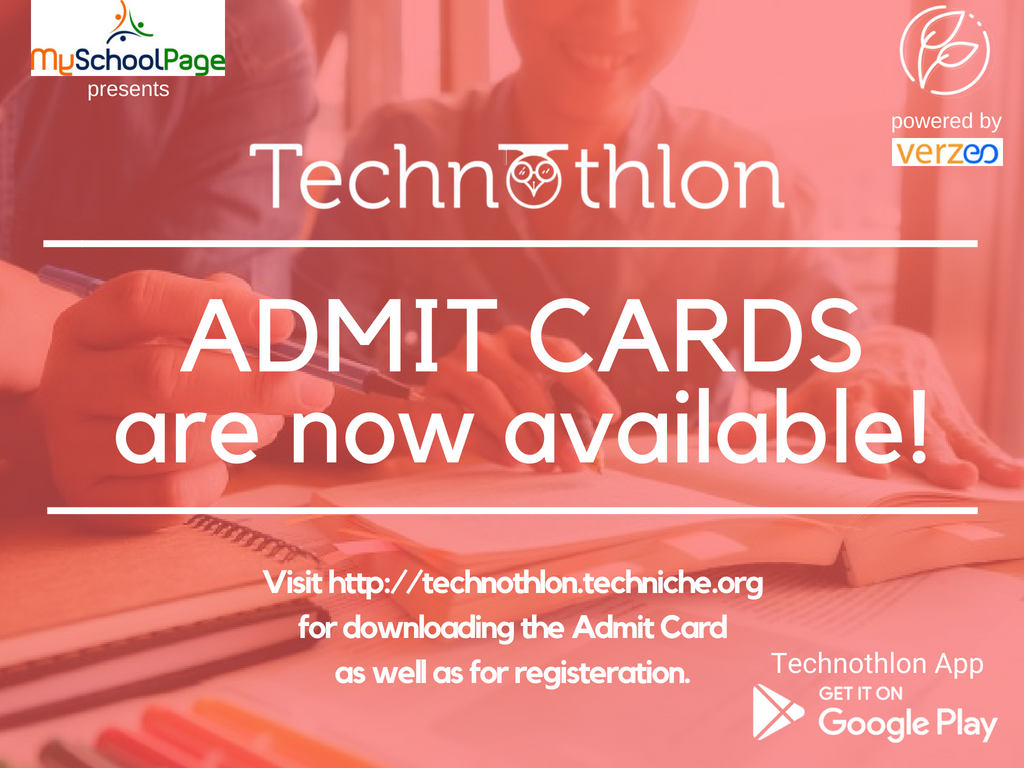 MySchoolPage
presents
powered by
verzeo
Technothlon
ADMIT CARDS
are now available!
Visit http://technothlon.techniche.org
for downloading the Admit Card
as well as for registeration.
Technothlon App
GET IT ON
Google Play